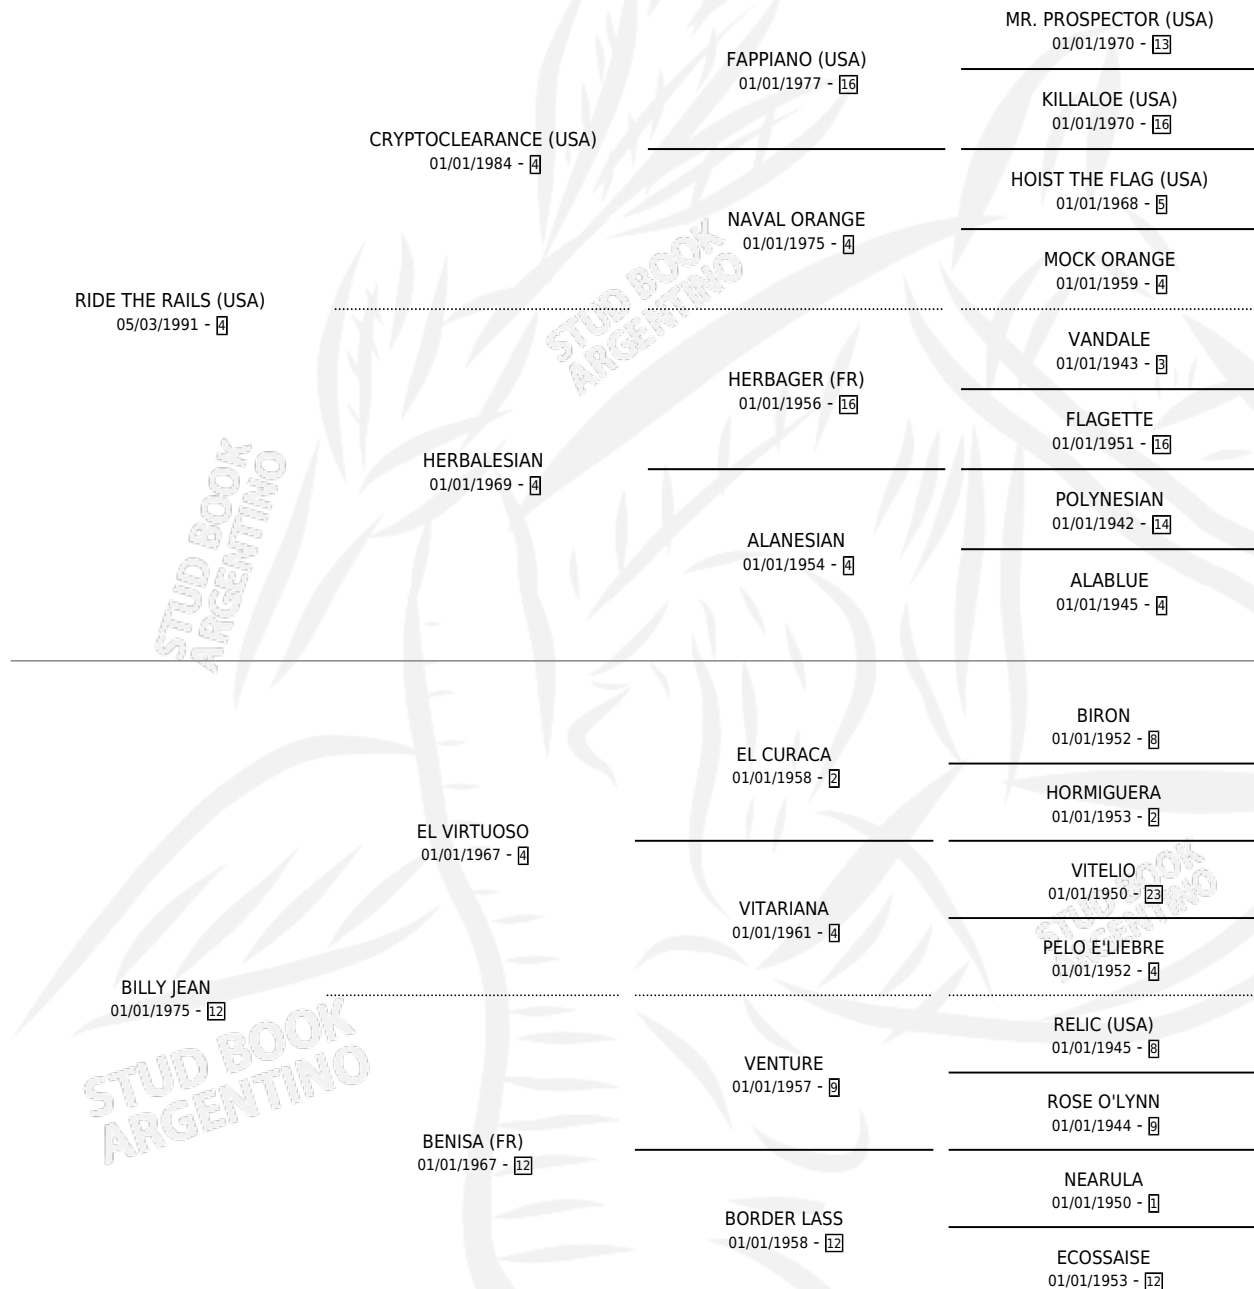 RIDE THE RAILS (USA)
05/03/1991 - 4
CRYPTOCLEARANCE (USA)
01/01/1984 - 4
HERBALESIAN
01/01/1969 - 4
FAPPIANO (USA)
01/01/1977 - 16
NAVAL ORANGE
01/01/1975 - 4
HERBAGER (FR)
01/01/1956 - 16
ALANESIAN
01/01/1954 - 4
MR. PROSPECTOR (USA)
01/01/1970 - 13
KILLALOE (USA)
01/01/1970 - 16
HOIST THE FLAG (USA)
01/01/1968 - 5
MOCK ORANGE
01/01/1959 - 4
VANDALE
01/01/1943 - 3
FLAGETTE
01/01/1951 - 16
POLYNESIAN
01/01/1942 - 14
ALABLUE
01/01/1945 - 4
BILLY JEAN
01/01/1975 - 12
EL VIRTUOSO
01/01/1967 - 4
BENISA (FR)
01/01/1967 - 12
EL CURACA
01/01/1958 - 2
VITARIANA
01/01/1961 - 4
VENTURE
01/01/1957 - 9
BORDER LASS
01/01/1958 - 12
BIRON
01/01/1952 - 8
HORMIGUERA
01/01/1953 - 2
VITELIO
01/01/1950 - 23
PELO E'LIEBRE
01/01/1952 - 4
RELIC (USA)
01/01/1945 - 8
ROSE O'LYNN
01/01/1944 - 9
NEARULA
01/01/1950 - 1
ECOSSAISE
01/01/1953 - 12
STUD BOOK
ARGENTINO
STUD BOOK
ARGENTINO
STUD BOOK
ARGENTINO
STUD BOOK
ARGENTINO